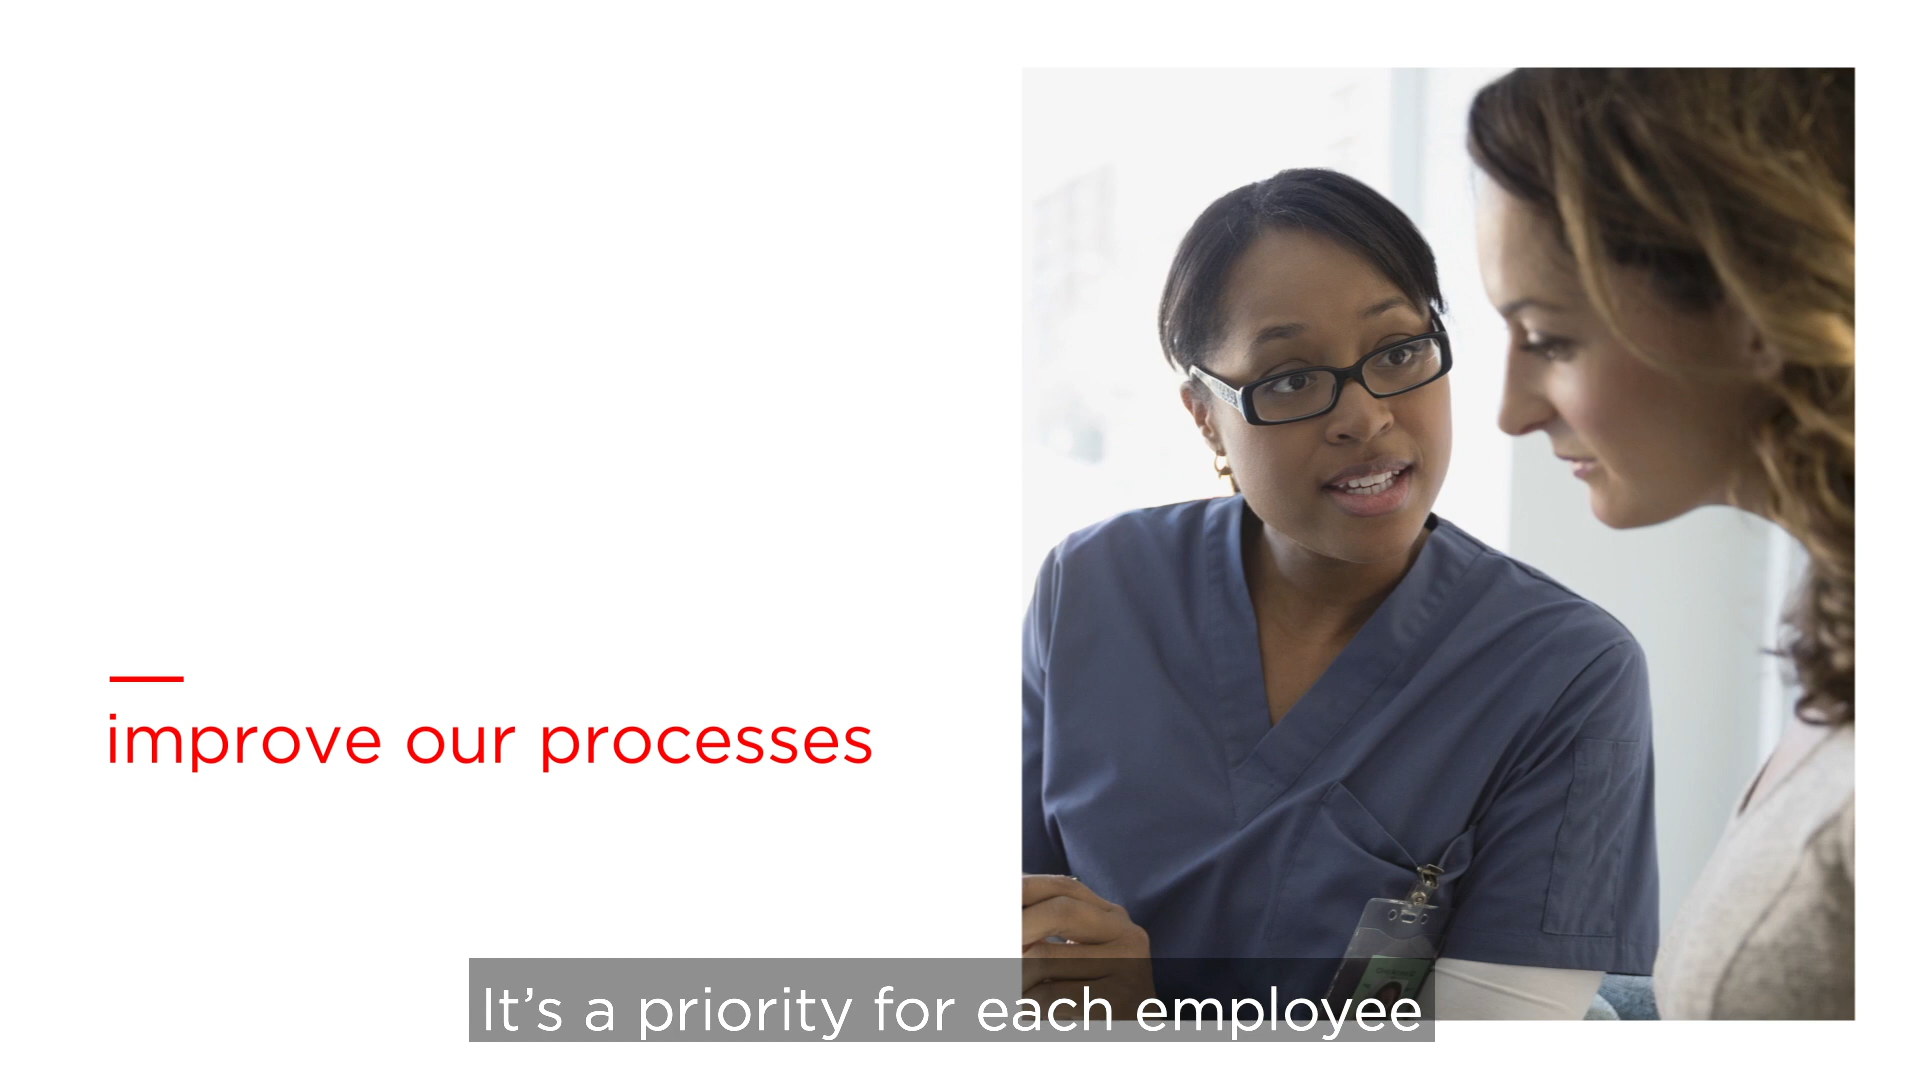 improve our processes
It’s a priority for each employee